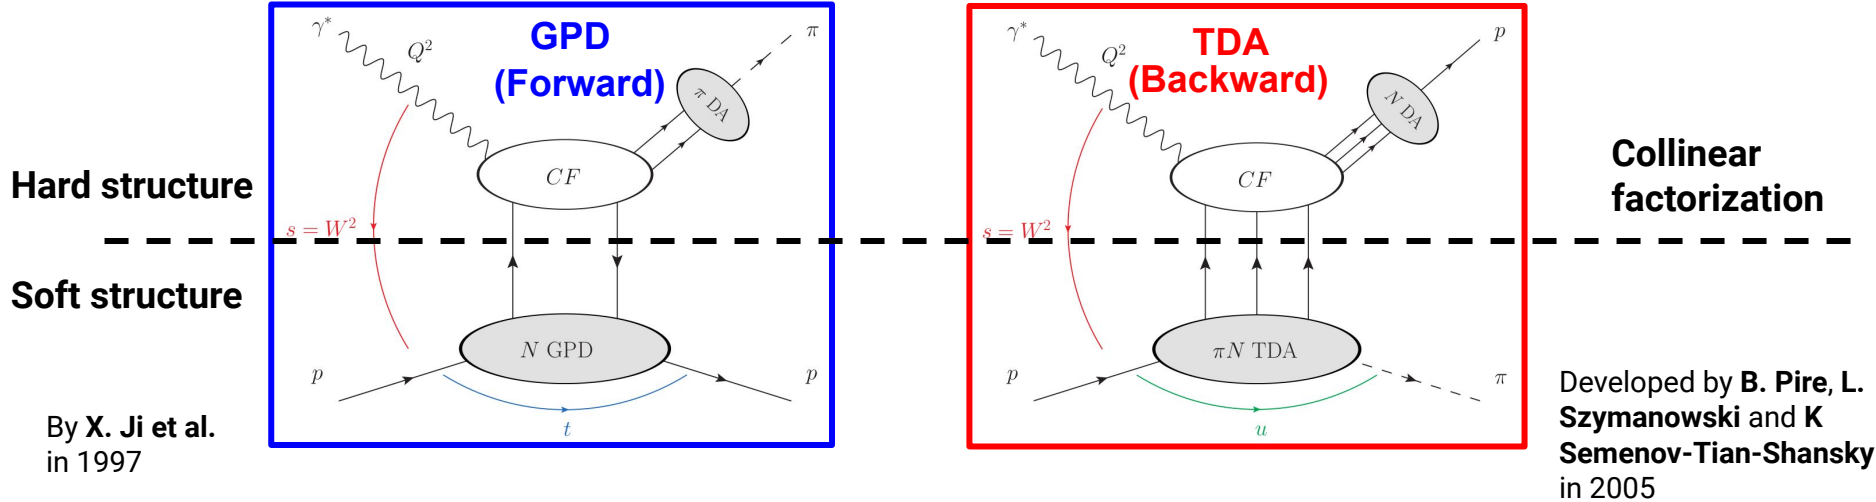 Hard structure
Soft structure
By X. Ji et al.
in 1997
GPD
(Forward)
γ*
Q²
π
π DA
CF
s = W²
N GPD
p
p
t
TDA
(Backward)
γ*
Q²
p
N DA
CF
s = W²
πN TDA
p
π
u
Collinear
factorization
Developed by B. Pire, L.
Szymanowski and K
Semenov-Tian-Shansky
in 2005